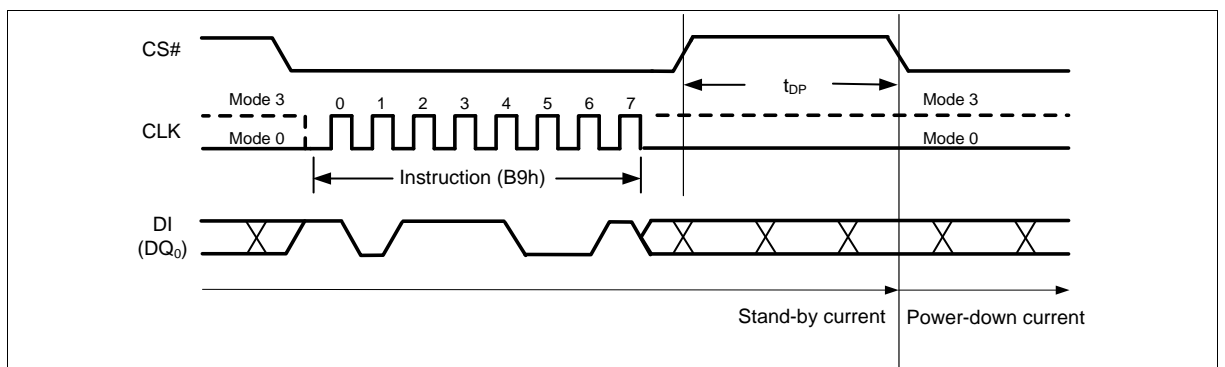 CS#
t_DP
Mode 3 0 1 2 3 4 5 6 7 Mode 3
CLK
Mode 0 Mode 0
Instruction (B9h)
DI
(DQ₀)
Stand-by current Power-down current